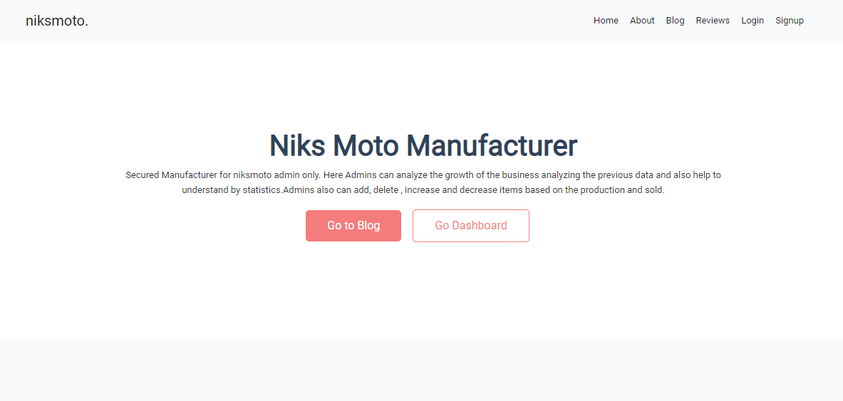 niksmoto.
Home About Blog Reviews Login Signup
Niks Moto Manufacturer
Secured Manufacturer for niksmoto admin only. Here Admins can analyze the growth of the business analyzing the previous data and also help to
understand by statistics.Admins also can add, delete , increase and decrease items based on the production and sold.
Go to Blog Go Dashboard